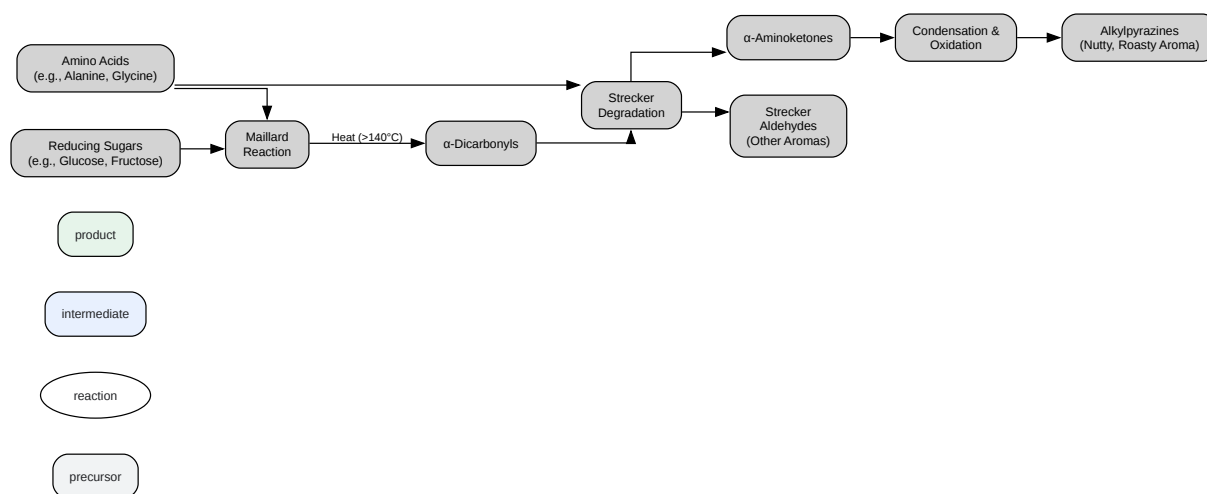 Amino Acids
(e.g., Alanine, Glycine)
Reducing Sugars
(e.g., Glucose, Fructose)
Maillard
Reaction
Heat (>140°C)
α-Dicarbonyls
Strecker
Degradation
α-Aminoketones
Condensation &
Oxidation
Alkylpyrazines
(Nutty, Roasty Aroma)
Strecker
Aldehydes
(Other Aromas)
product
intermediate
reaction
precursor